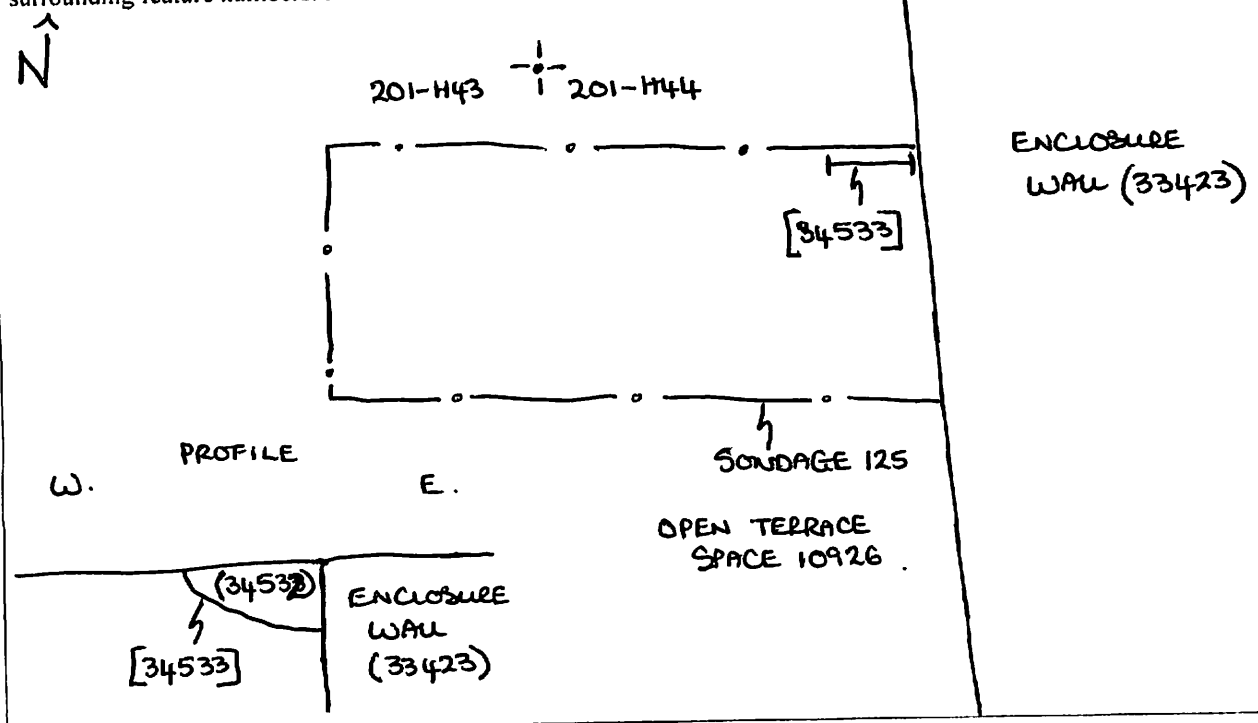 surrounding feature numbers.
N
201-H43 201-H44
ENCLOSURE
WALL (33423)
[34533]
SONDAGE 125
PROFILE
W. E.
OPEN TERRACE
SPACE 10926.
(34532)
ENCLOSURE
WALL
(33423)
[34533]